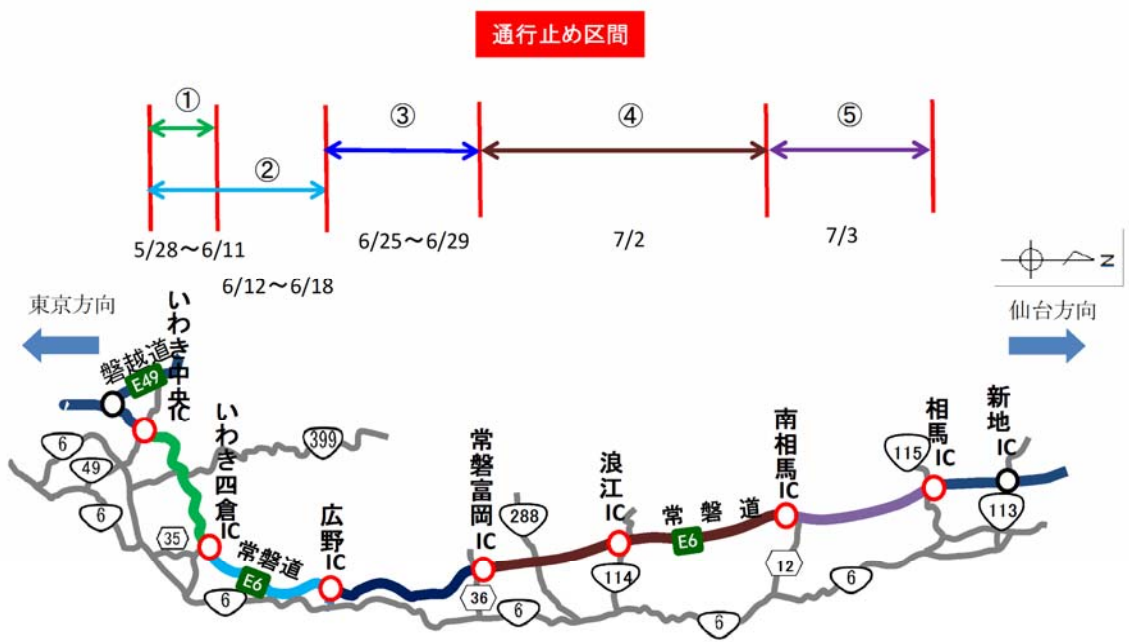 通行止め区間
①
②
③
④
⑤
5/28～6/11
6/12～6/18
6/25～6/29
7/2
7/3
N
東京方向
仙台方向
磐越道
E49
いわき中央IC
いわき四倉IC
広野IC
常磐富岡IC
浪江IC
南相馬IC
相馬IC
新地IC
常磐道
E6
常磐道
E6
6
49
6
399
35
6
36
288
6
114
12
6
6
115
113